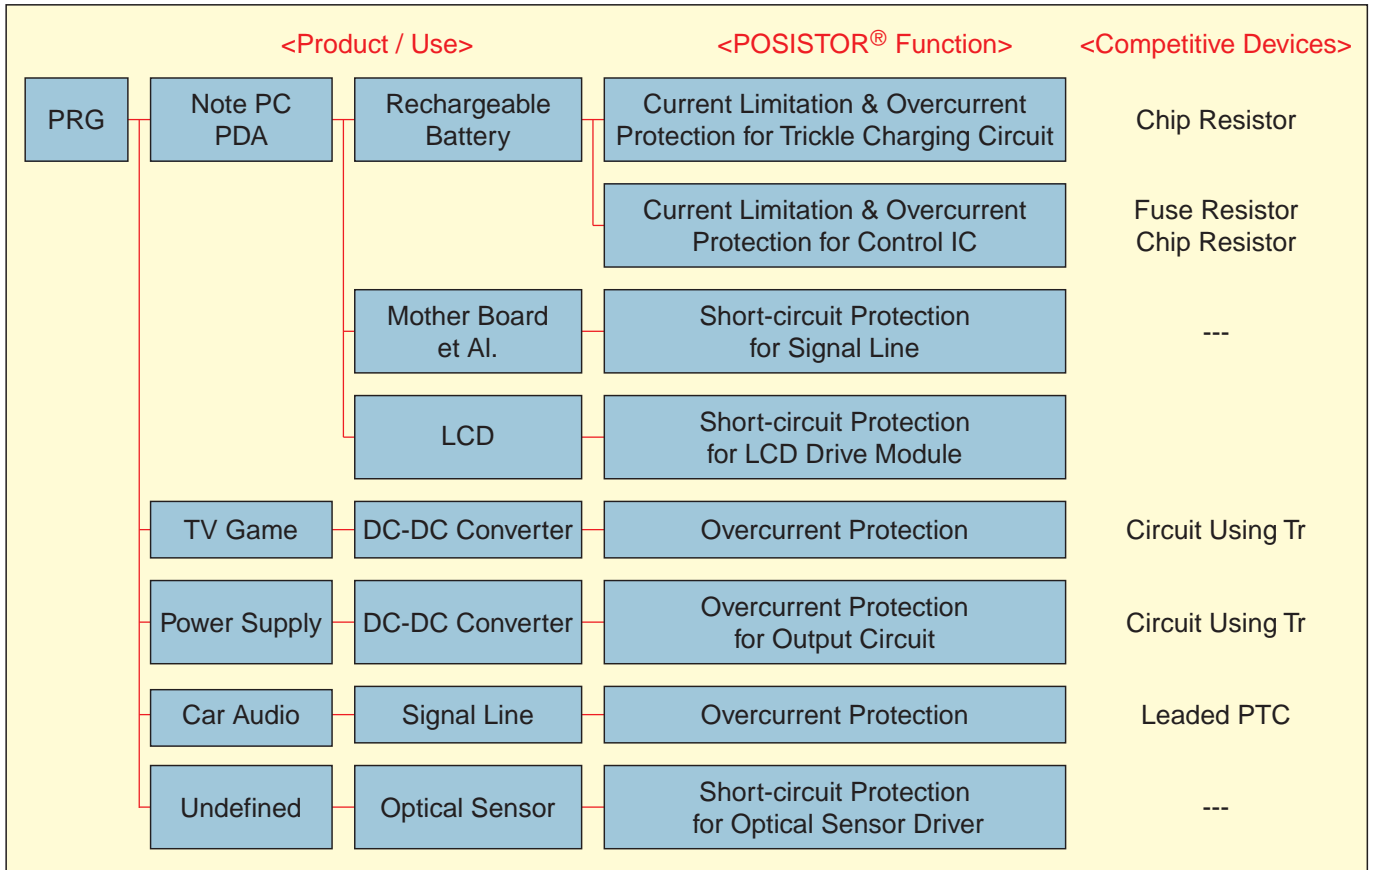 <Product / Use>
<POSISTOR® Function>
<Competitive Devices>
PRG
Note PC
PDA
Rechargeable
Battery
Current Limitation & Overcurrent
Protection for Trickle Charging Circuit
Chip Resistor
Current Limitation & Overcurrent
Protection for Control IC
Fuse Resistor
Chip Resistor
Mother Board
et Al.
Short-circuit Protection
for Signal Line
---
LCD
Short-circuit Protection
for LCD Drive Module
TV Game
DC-DC Converter
Overcurrent Protection
Circuit Using Tr
Power Supply
DC-DC Converter
Overcurrent Protection
for Output Circuit
Circuit Using Tr
Car Audio
Signal Line
Overcurrent Protection
Leaded PTC
Undefined
Optical Sensor
Short-circuit Protection
for Optical Sensor Driver
---